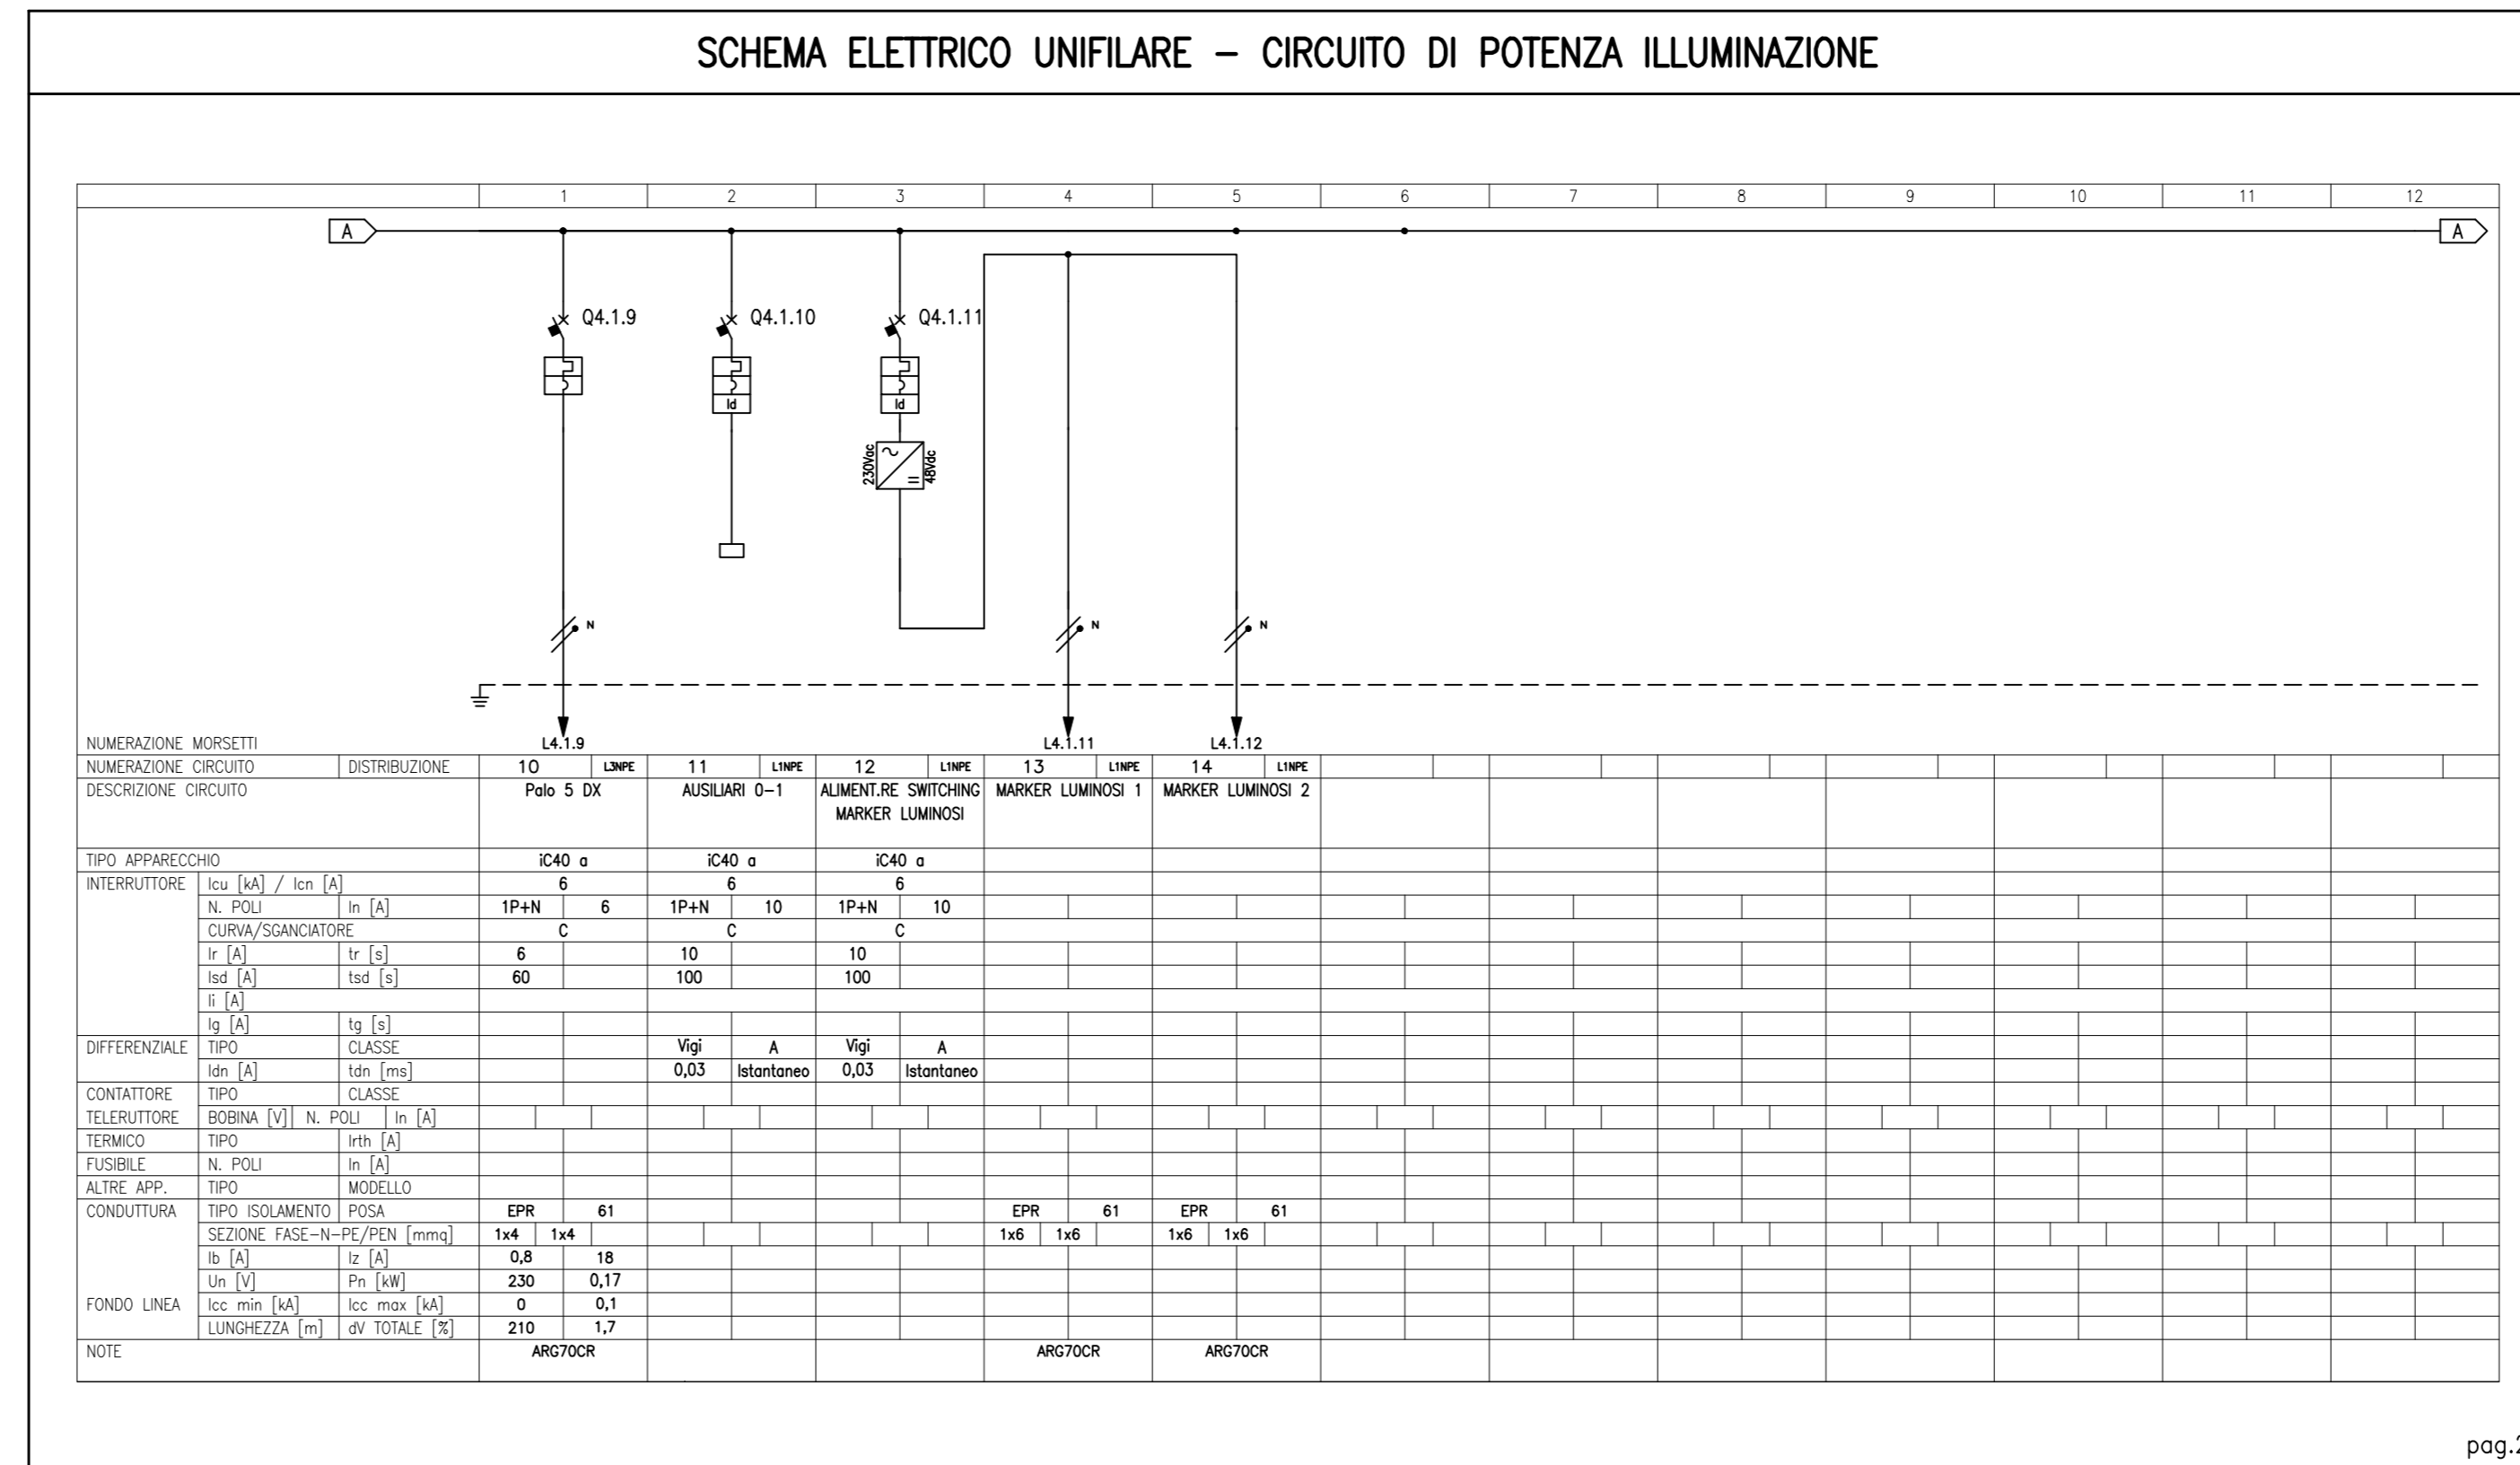 SCHEMA ELETTRICO UNIFILARE – CIRCUITO DI POTENZA ILLUMINAZIONE
1 2 3 4 5 6 7 8 9 10 11 12
A A
Q4.1.9 Q4.1.10 Q4.1.11
Id Id
230Vac 48Vdc
N N N
NUMERAZIONE MORSETTI L4.1.9 L4.1.11 L4.1.12
NUMERAZIONE CIRCUITO DISTRIBUZIONE 10 L3NPE 11 L1NPE 12 L1NPE 13 L1NPE 14 L1NPE
DESCRIZIONE CIRCUITO Palo 5 DX AUSILIARI 0–1 ALIMENT.RE SWITCHING MARKER LUMINOSI 1 MARKER LUMINOSI 2
MARKER LUMINOSI
TIPO APPARECCHIO iC40 a iC40 a iC40 a
INTERRUTTORE Icu [kA] / Icn [A] 6 6 6
N. POLI In [A] 1P+N 6 1P+N 10 1P+N 10
CURVA/SGANCIATORE C C C
Ir [A] tr [s] 6 10 10
Isd [A] tsd [s] 60 100 100
Ii [A]
Ig [A] tg [s]
DIFFERENZIALE TIPO CLASSE Vigi A Vigi A
Idn [A] tdn [ms] 0,03 Istantaneo 0,03 Istantaneo
CONTATTORE TIPO CLASSE
TELERUTTORE BOBINA [V] N. POLI In [A]
TERMICO TIPO Irth [A]
FUSIBILE N. POLI In [A]
ALTRE APP. TIPO MODELLO
CONDUTTURA TIPO ISOLAMENTO POSA EPR 61 EPR 61 EPR 61
SEZIONE FASE–N–PE/PEN [mmq] 1x4 1x4 1x6 1x6 1x6 1x6
Ib [A] Iz [A] 0,8 18
Un [V] Pn [kW] 230 0,17
FONDO LINEA Icc min [kA] Icc max [kA] 0 0,1
LUNGHEZZA [m] dV TOTALE [%] 210 1,7
NOTE ARG7OCR ARG7OCR ARG7OCR
pag.2